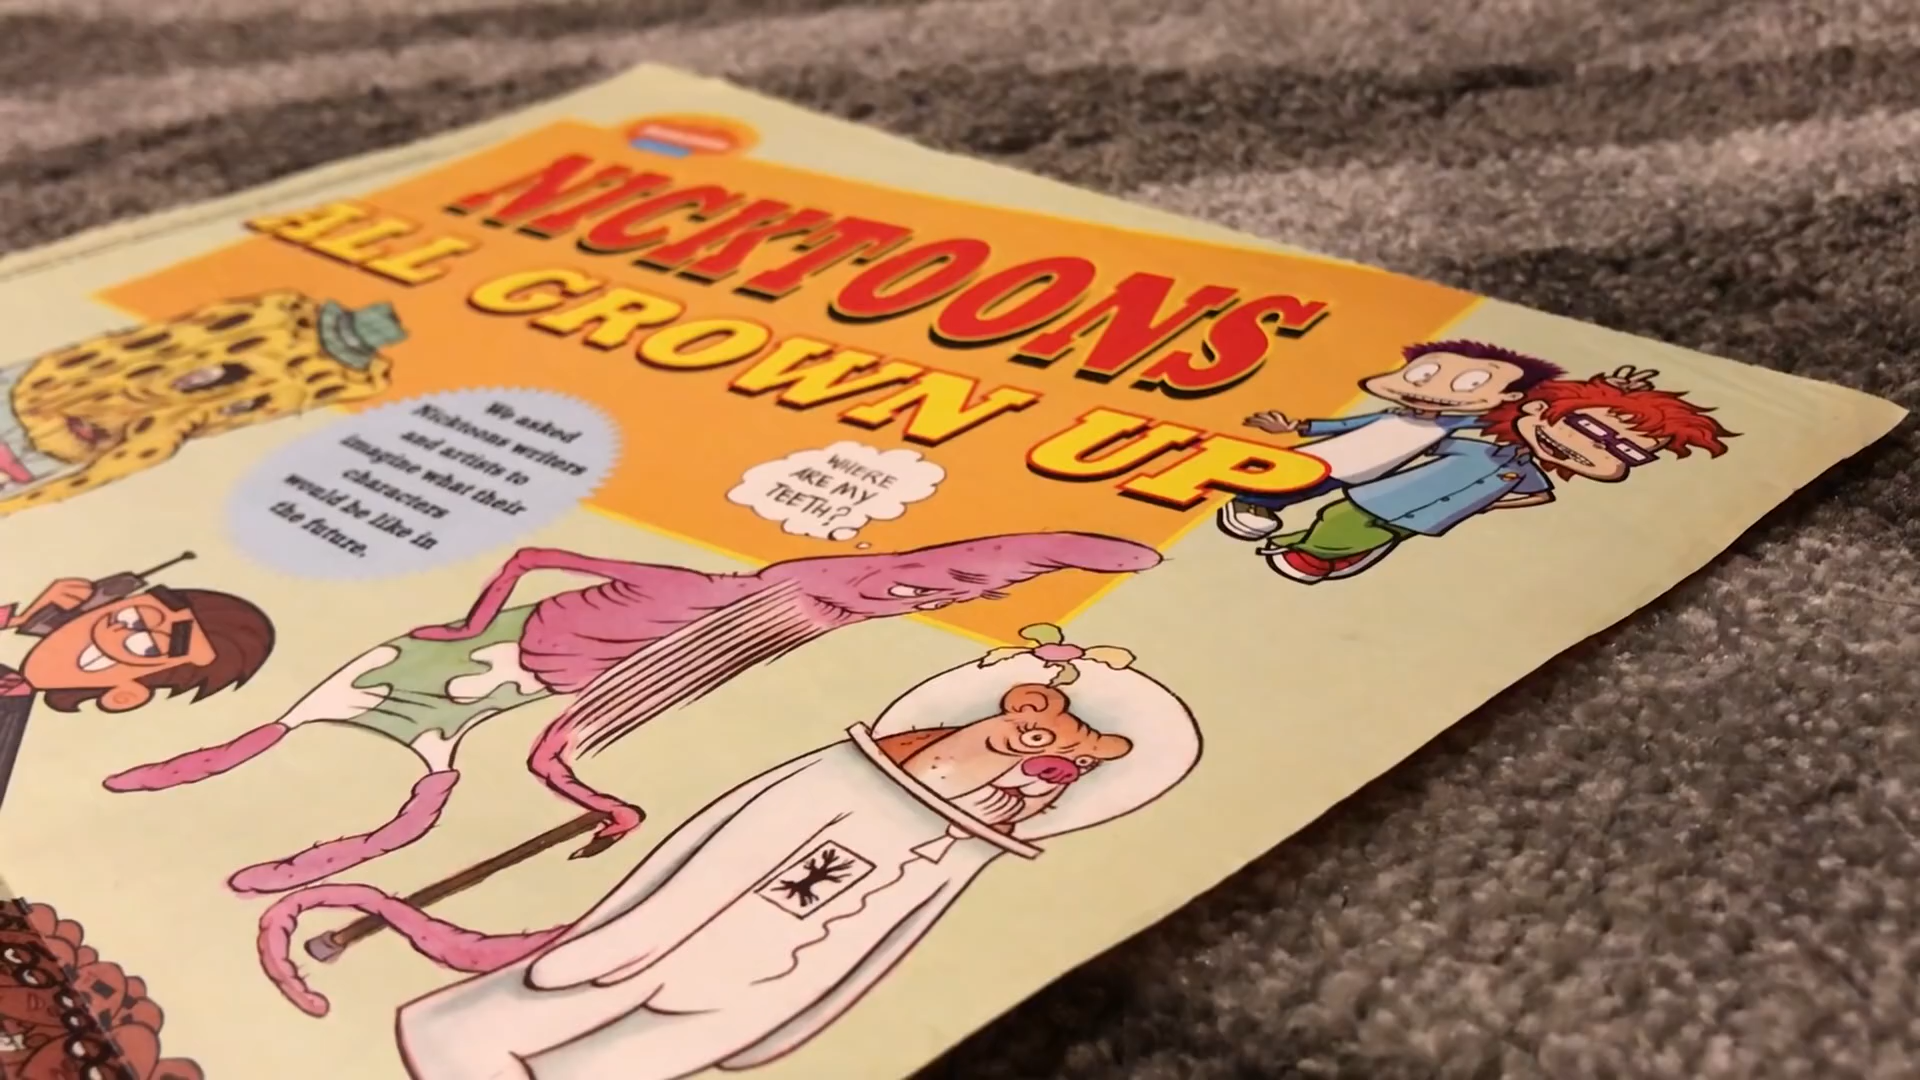 NICKTOONS
ALL GROWN UP
We asked
Nicktoons writers
and artists to
imagine what their
characters
would be like in
the future.
WHERE
ARE MY
TEETH?